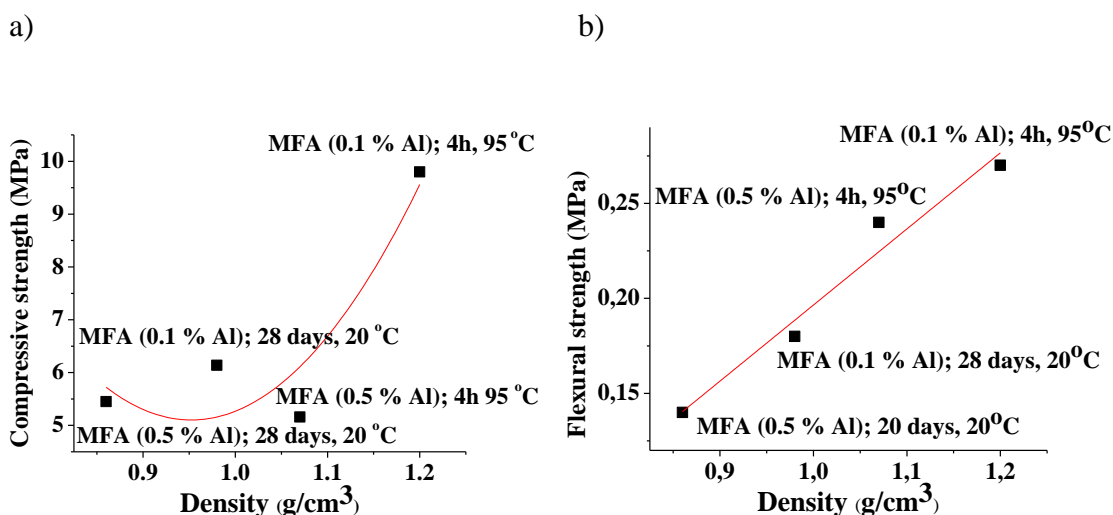 a)
b)
Compressive strength (MPa)
10
9
8
7
6
5
MFA (0.1 % Al); 4h, 95 °C
MFA (0.1 % Al); 28 days, 20 °C
MFA (0.5 % Al); 4h 95 °C
MFA (0.5 % Al); 28 days, 20 °C
0.9 1.0 1.1 1.2
Density (g/cm³)
Flexural strength (MPa)
0,25
0,20
0,15
MFA (0.1 % Al); 4h, 95⁰C
MFA (0.5 % Al); 4h, 95⁰C
MFA (0.1 % Al); 28 days, 20⁰C
MFA (0.5 % Al); 20 days, 20⁰C
0,9 1,0 1,1 1,2
Density (g/cm³)